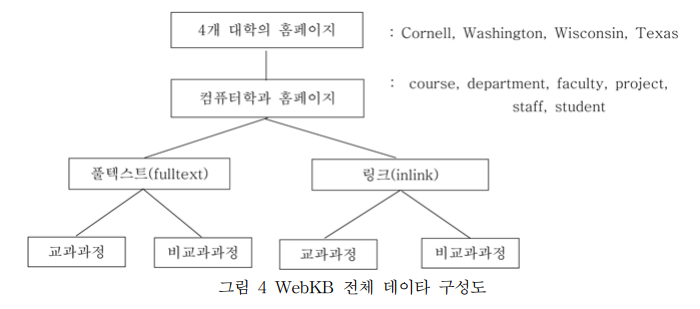 4개 대학의 홈페이지 : Cornell, Washington, Wisconsin, Texas
컴퓨터학과 홈페이지 : course, department, faculty, project,
staff, student
풀텍스트(fulltext) 링크(inlink)
교과과정 비교과과정 교과과정 비교과과정
그림 4 WebKB 전체 데이타 구성도